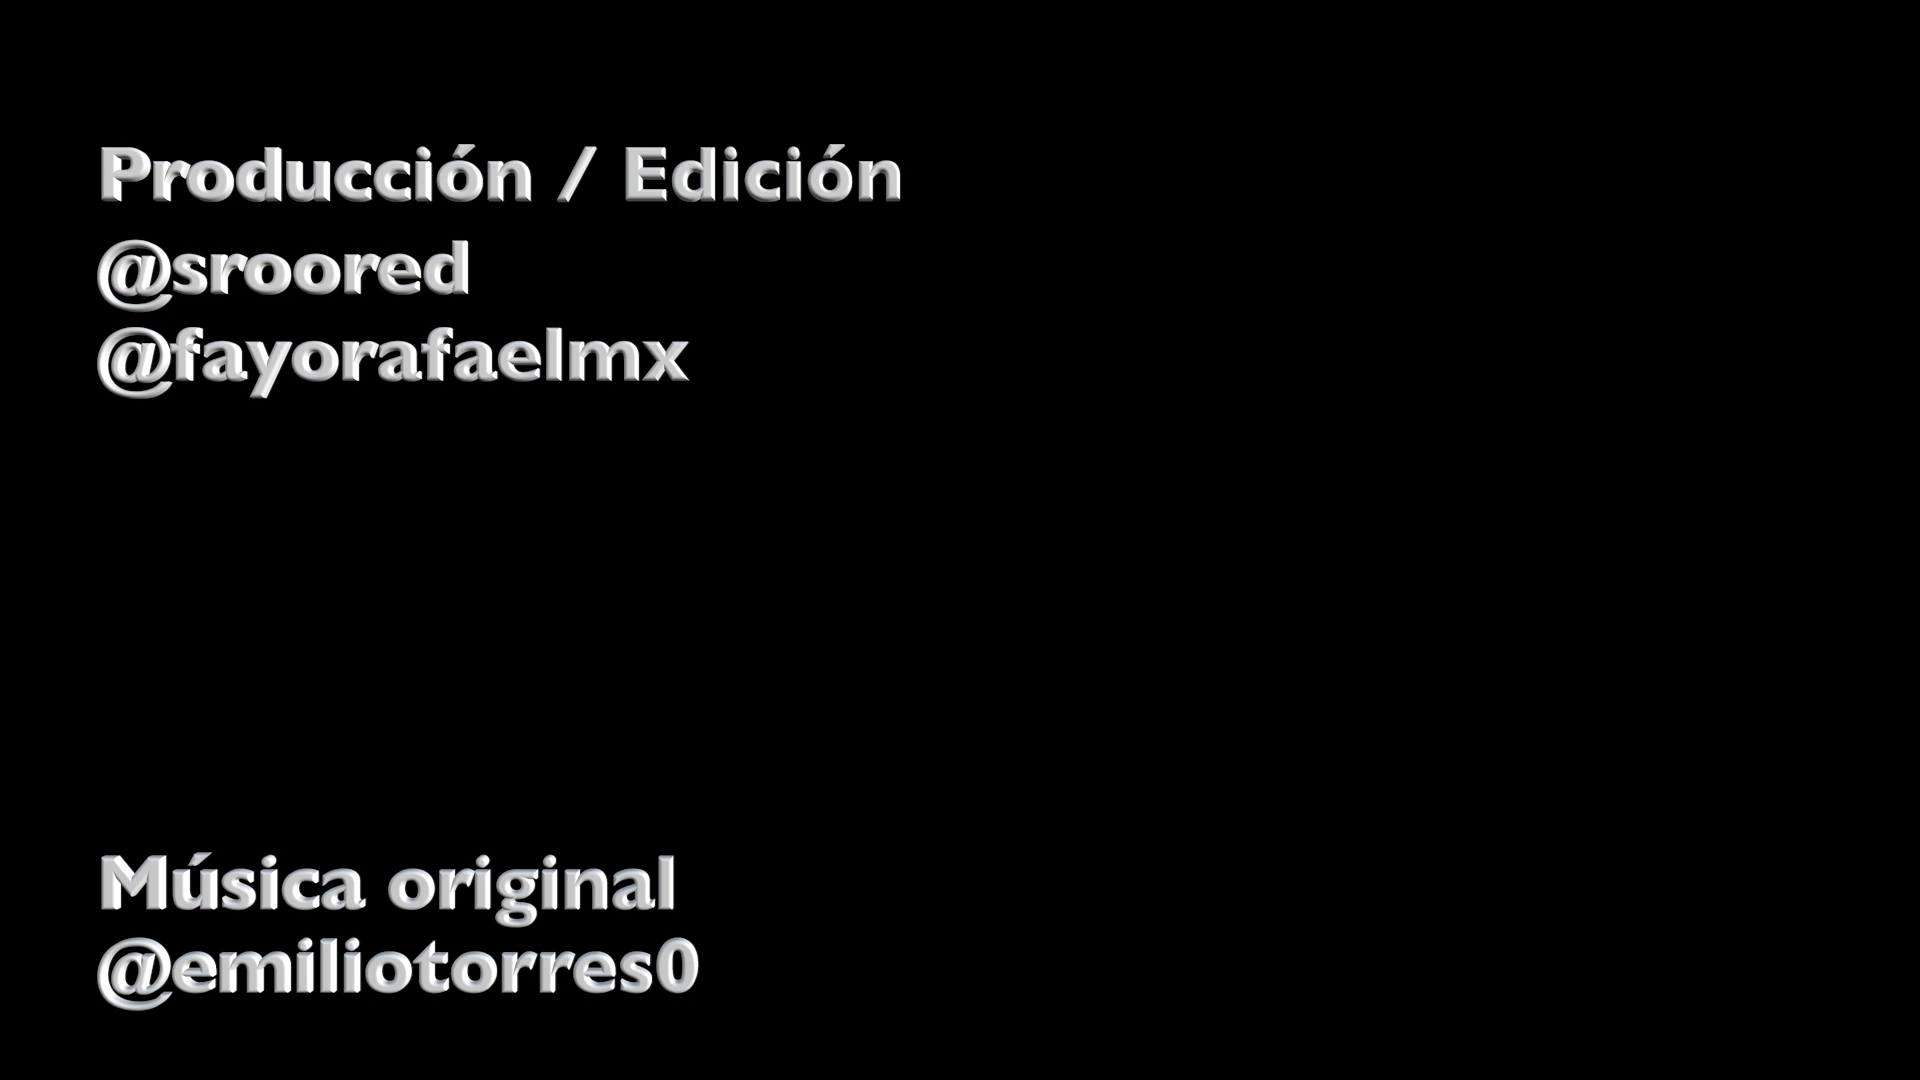 Producción / Edición
@sroored
@fayorafaelmx
Música original
@emiliotorres0